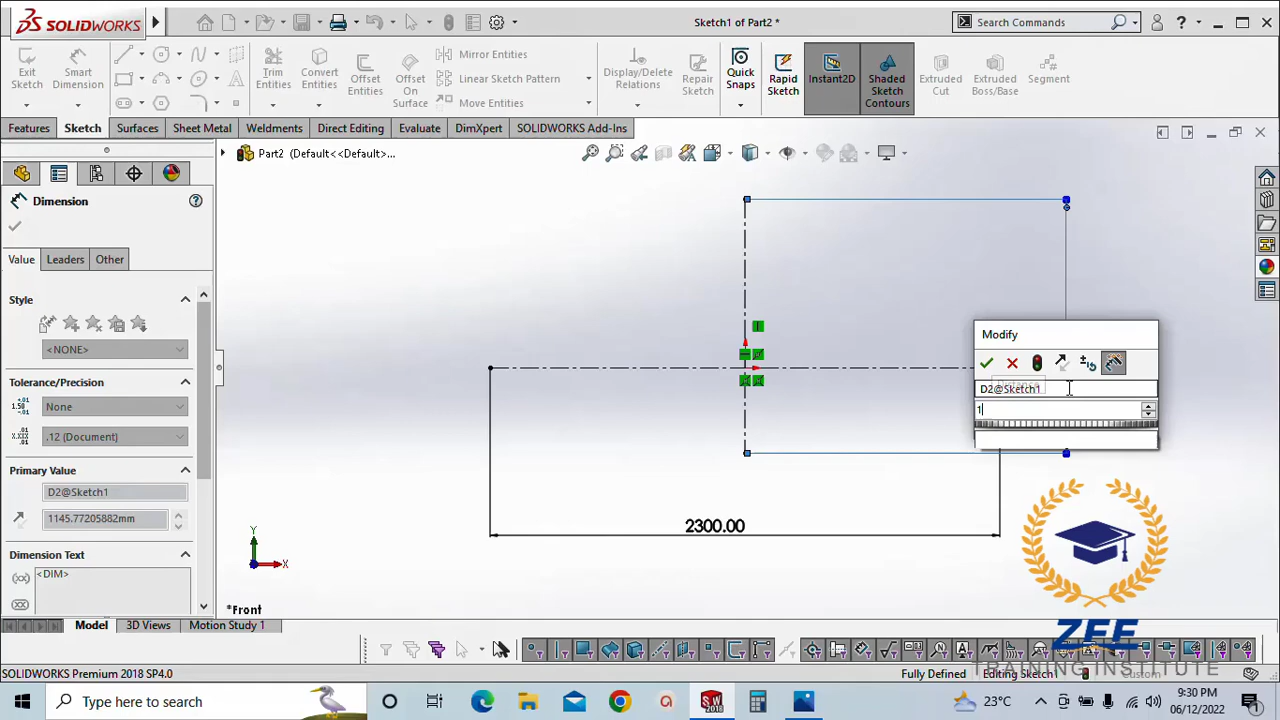 SOLIDWORKS
Sketch1 of Part2 *
Search Commands
Exit Sketch
Smart Dimension
Trim Entities
Convert Entities
Offset Entities
Offset On Surface
Mirror Entities
Linear Sketch Pattern
Move Entities
Display/Delete Relations
Repair Sketch
Quick Snaps
Rapid Sketch
Instant2D
Shaded Sketch Contours
Extruded Cut
Extruded Boss/Base
Segment
Features
Sketch
Surfaces
Sheet Metal
Weldments
Direct Editing
Evaluate
DimXpert
SOLIDWORKS Add-Ins
Part2 (Default<<Default>...
Dimension
Value
Leaders
Other
Style
<NONE>
Tolerance/Precision
None
.12 (Document)
Primary Value
D2@Sketch1
1145.77205882mm
Dimension Text
<DIM>
Modify
D2@Sketch1
1
2300.00
Y
X
*Front
Model
3D Views
Motion Study 1
ZEE
TRAINING INSTITUTE
SOLIDWORKS Premium 2018 SP4.0
Fully Defined
Editing Sketch1
Custom
Type here to search
23°C
9:30 PM
06/12/2022